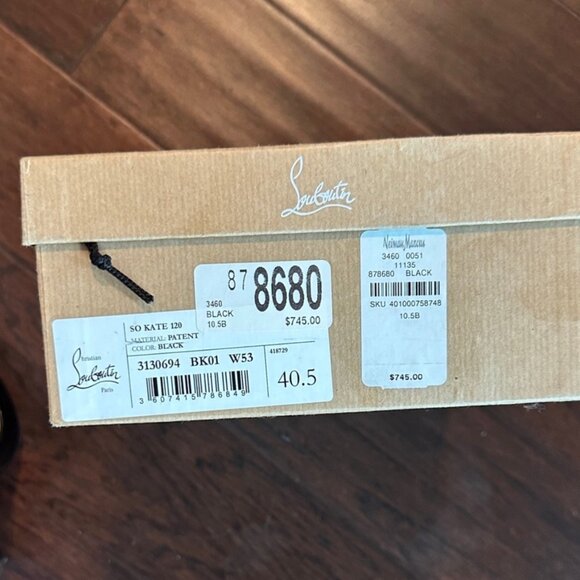 Louboutin
Neiman Marcus
3460 0051
11135
878680 BLACK
SKU 401000758748
10.5B
$745.00
87 8680
3460
BLACK
10.5B
$745.00
SO KATE 120
MATERIAL: PATENT
COLOR: BLACK
418729
3130694 BK01 W53
40.5
3607415786849
Christian
Louboutin
Paris